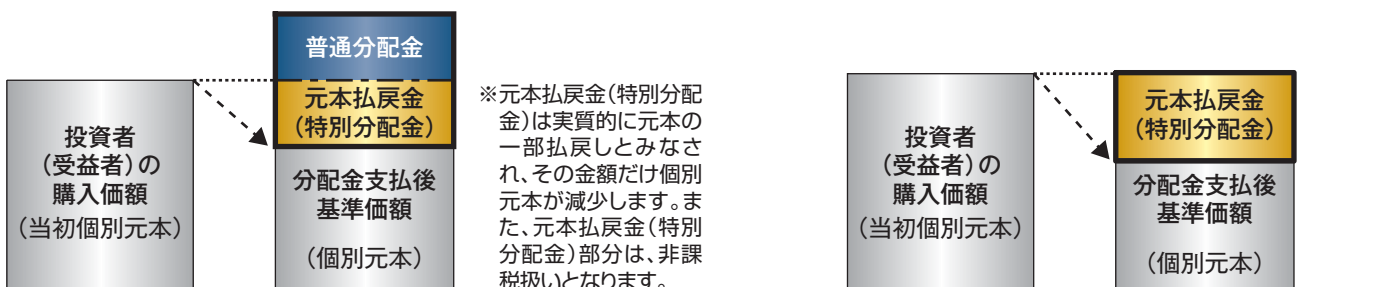 普通分配金
元本払戻金
(特別分配金)
投資者
(受益者)の
購入価額
(当初個別元本)
分配金支払後
基準価額
(個別元本)
※元本払戻金(特別分配
金)は実質的に元本の
一部払戻しとみなさ
れ、その金額だけ個別
元本が減少します。ま
た、元本払戻金(特別
分配金)部分は、非課
税扱いとなります。
元本払戻金
(特別分配金)
投資者
(受益者)の
購入価額
(当初個別元本)
分配金支払後
基準価額
(個別元本)